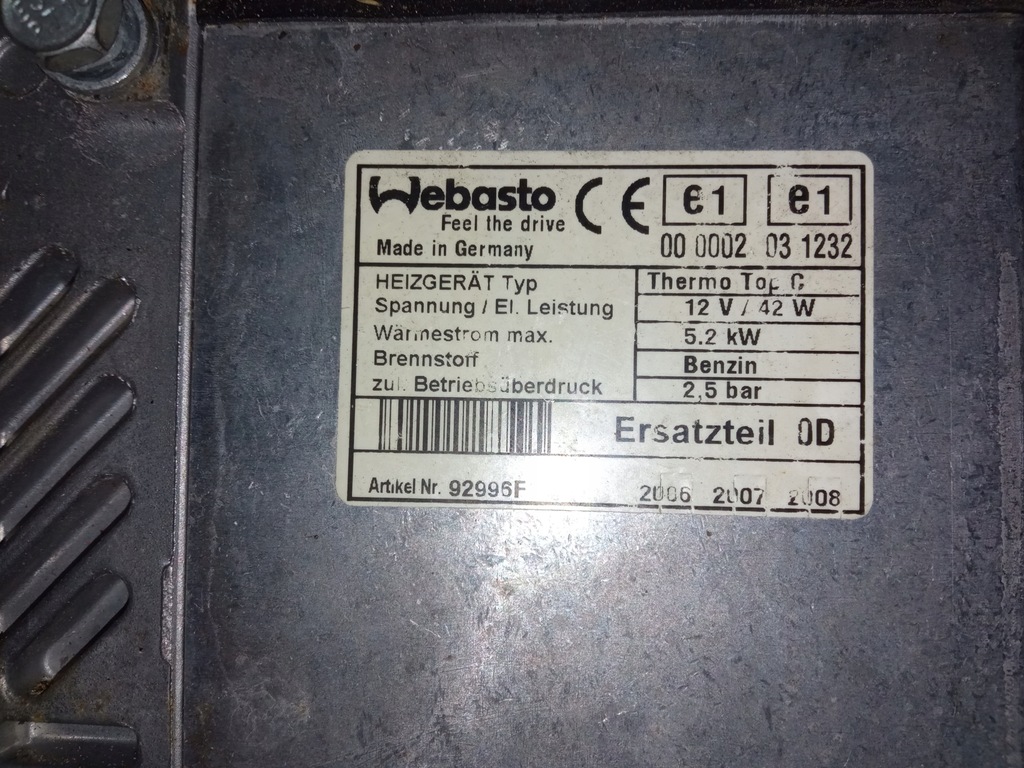 Webasto
Feel the drive
Made in Germany
CE e1 e1
00 0002 03 1232
HEIZGERÄT Typ Thermo Top C
Spannung / El. Leistung 12 V / 42 W
Wärmestrom max. 5.2 kW
Brennstoff Benzin
zul. Betriebsüberdruck 2,5 bar
Ersatzteil 0D
Artikel Nr. 92996F 2006 2007 2008